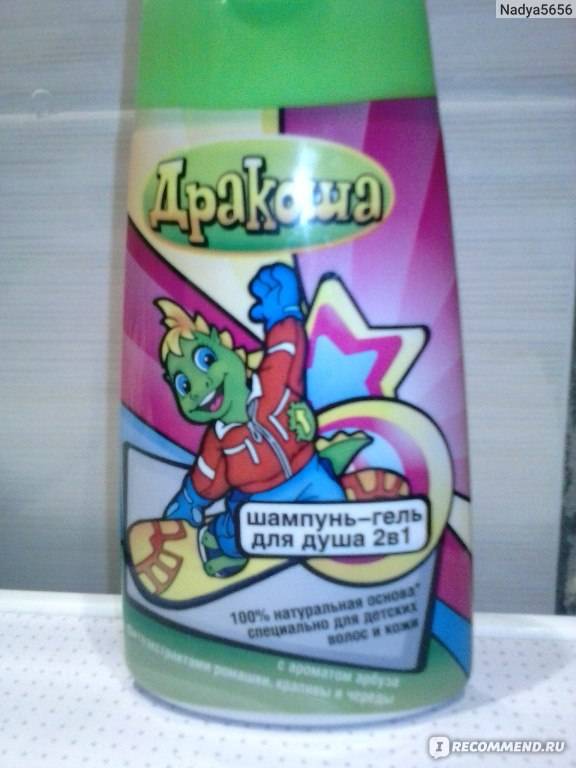 Nadya5656
Дракоша
1
шампунь-гель
для душа 2в1
100% натуральная основа*
специально для детских
волос и кожи
с ароматом арбуза
экстрактами ромашки, крапивы и череды
I RECOMMEND.RU